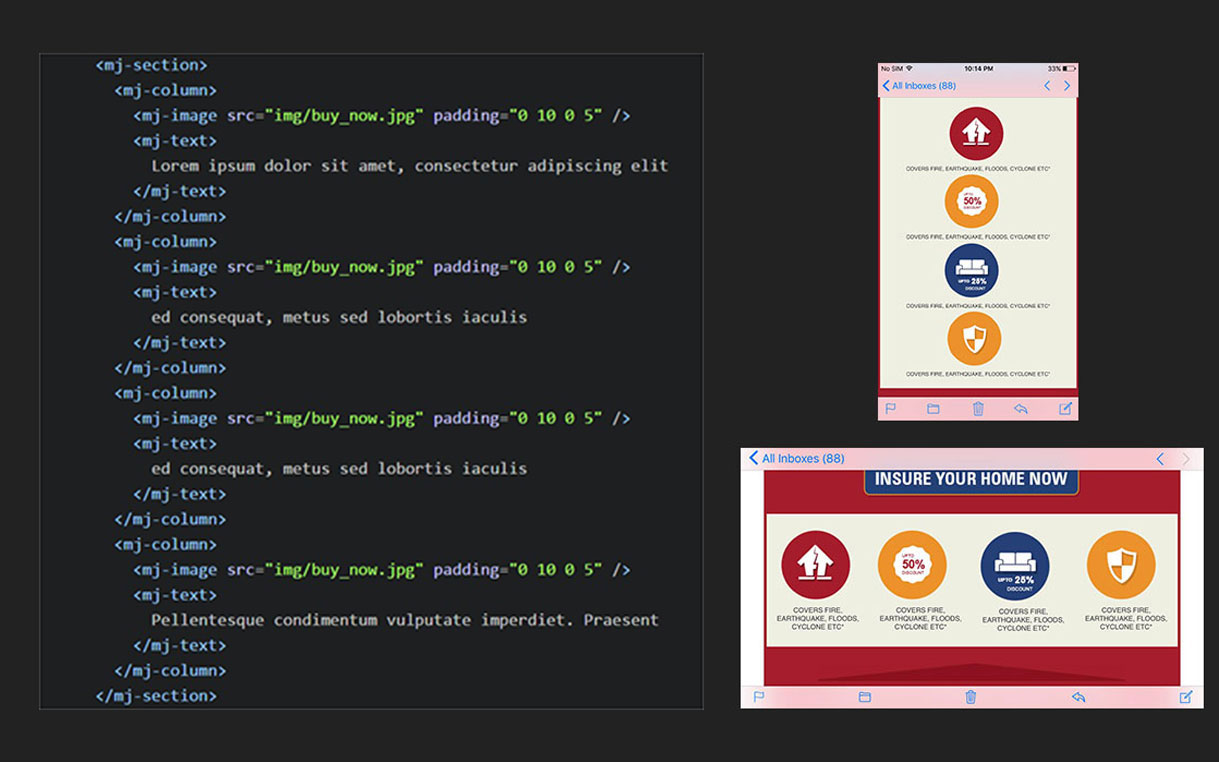 <mj-section>
<mj-column>
<mj-image src="img/buy_now.jpg" padding="0 10 0 5" />
<mj-text>
Lorem ipsum dolor sit amet, consectetur adipiscing elit
</mj-text>
</mj-column>
<mj-column>
<mj-image src="img/buy_now.jpg" padding="0 10 0 5" />
<mj-text>
ed consequat, metus sed lobortis iaculis
</mj-text>
</mj-column>
<mj-column>
<mj-image src="img/buy_now.jpg" padding="0 10 0 5" />
<mj-text>
ed consequat, metus sed lobortis iaculis
</mj-text>
</mj-column>
<mj-column>
<mj-image src="img/buy_now.jpg" padding="0 10 0 5" />
<mj-text>
Pellentesque condimentum vulputate imperdiet. Praesent
</mj-text>
</mj-column>
</mj-section>
No SIM 10:14 PM 33%
All Inboxes (88)
COVERS FIRE, EARTHQUAKE, FLOODS, CYCLONE ETC*
UPTO
50%
DISCOUNT
COVERS FIRE, EARTHQUAKE, FLOODS, CYCLONE ETC*
UPTO 25%
DISCOUNT
COVERS FIRE, EARTHQUAKE, FLOODS, CYCLONE ETC*
COVERS FIRE, EARTHQUAKE, FLOODS, CYCLONE ETC*
All Inboxes (88)
INSURE YOUR HOME NOW
COVERS FIRE,
EARTHQUAKE, FLOODS,
CYCLONE ETC*
UPTO
50%
DISCOUNT
COVERS FIRE,
EARTHQUAKE, FLOODS,
CYCLONE ETC*
UPTO 25%
DISCOUNT
COVERS FIRE,
EARTHQUAKE, FLOODS,
CYCLONE ETC*
COVERS FIRE,
EARTHQUAKE, FLOODS,
CYCLONE ETC*